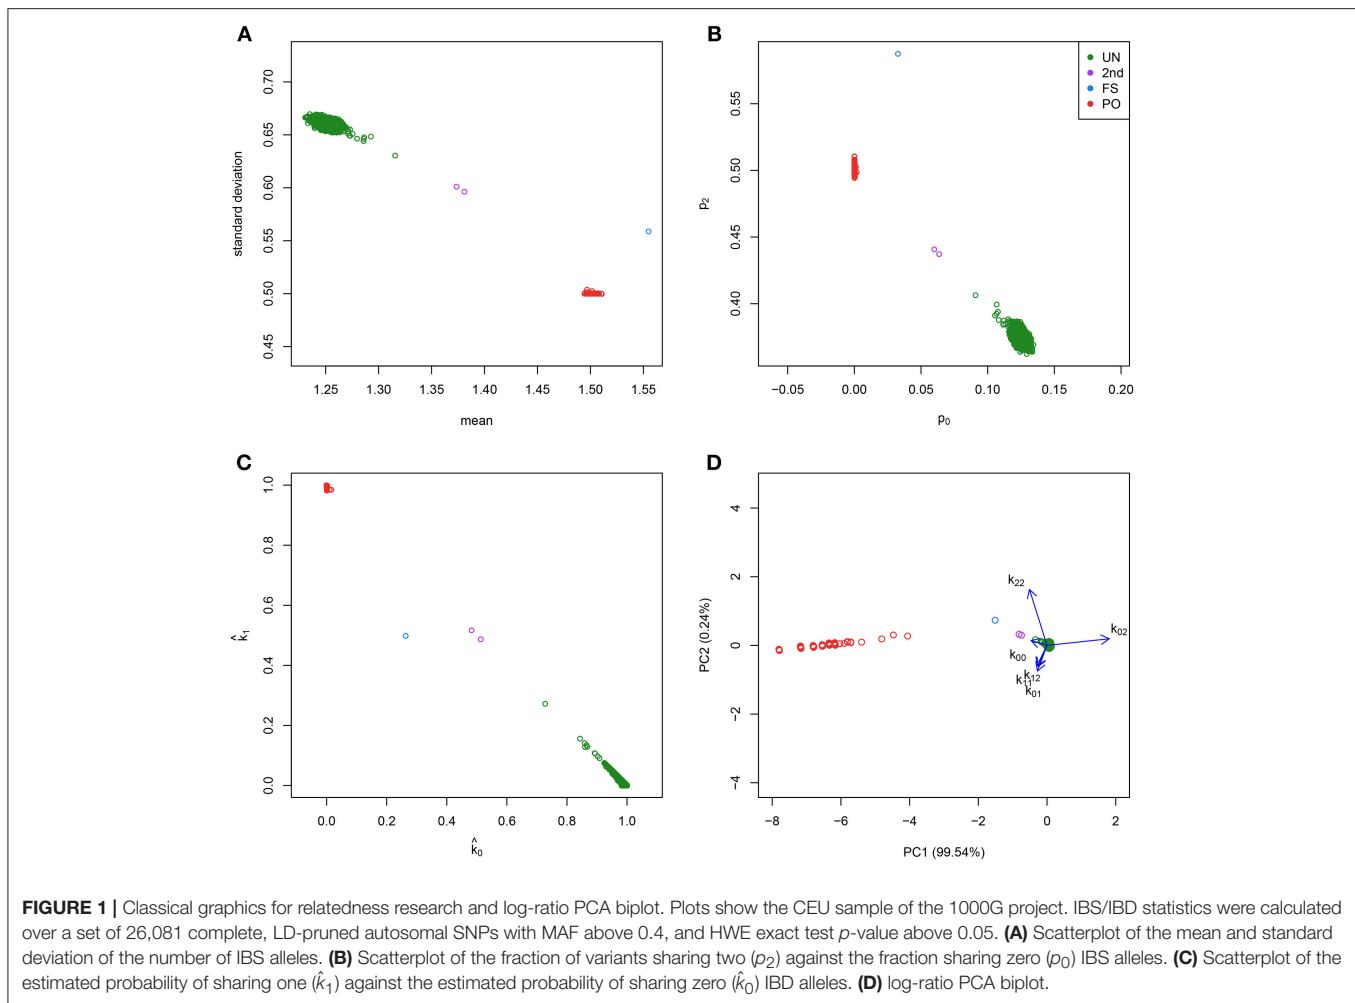 A
0.70
0.65
0.60
0.55
0.50
0.45
standard deviation
1.25 1.30 1.35 1.40 1.45 1.50 1.55
mean
B
UN
2nd
FS
PO
0.55
0.50
0.45
0.40
p2
−0.05 0.00 0.05 0.10 0.15 0.20
p0
C
1.0
0.8
0.6
0.4
0.2
0.0
k̂1
0.0 0.2 0.4 0.6 0.8 1.0
k̂0
D
4
2
0
−2
−4
PC2 (0.24%)
k22
k02
k00
k12
k11
k01
−8 −6 −4 −2 0 2
PC1 (99.54%)
FIGURE 1 | Classical graphics for relatedness research and log-ratio PCA biplot. Plots show the CEU sample of the 1000G project. IBS/IBD statistics were calculated
over a set of 26,081 complete, LD-pruned autosomal SNPs with MAF above 0.4, and HWE exact test p-value above 0.05. (A) Scatterplot of the mean and standard
deviation of the number of IBS alleles. (B) Scatterplot of the fraction of variants sharing two (p2) against the fraction sharing zero (p0) IBS alleles. (C) Scatterplot of the
estimated probability of sharing one (k̂1) against the estimated probability of sharing zero (k̂0) IBD alleles. (D) log-ratio PCA biplot.